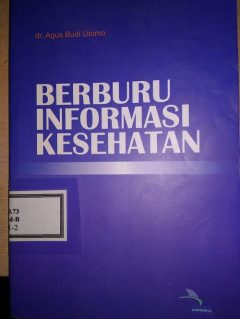 dr. Agus Budi Utomo
BERBURU
INFORMASI
KESEHATAN